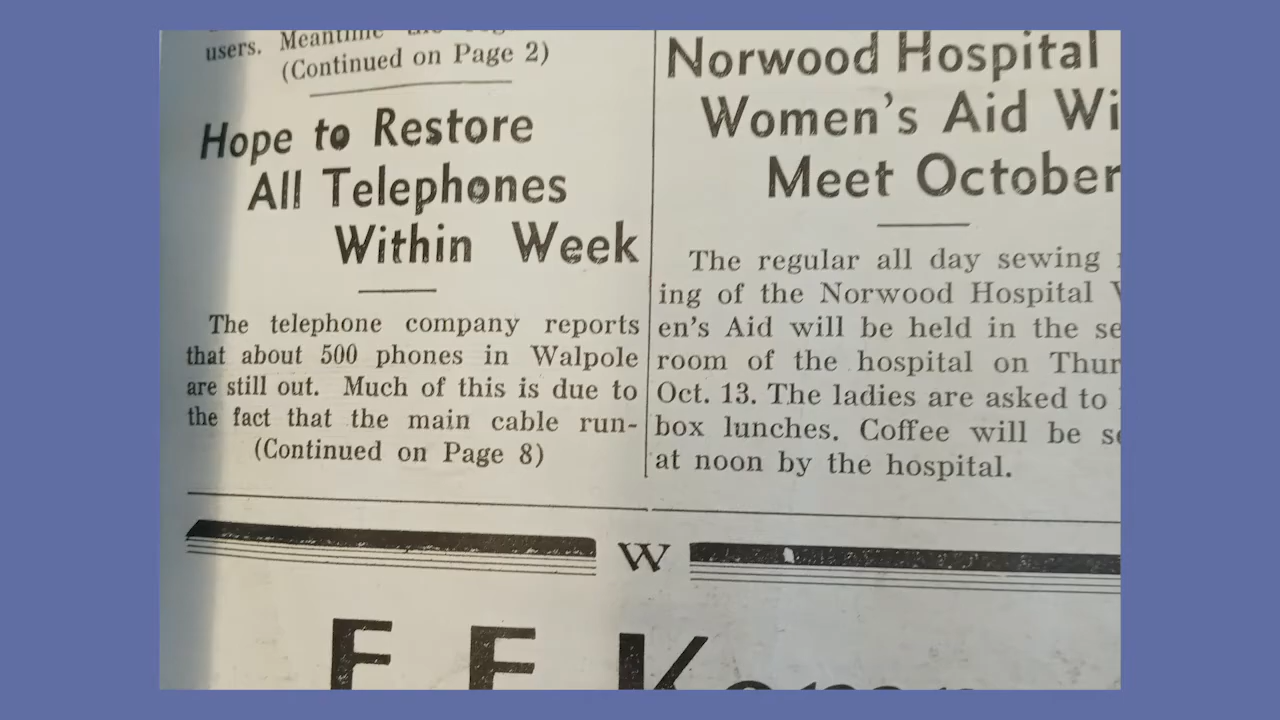 users. Meantime the
(Continued on Page 2)
Hope to Restore
All Telephones
Within Week
The telephone company reports
that about 500 phones in Walpole
are still out. Much of this is due to
the fact that the main cable run-
(Continued on Page 8)
Norwood Hospital
Women's Aid Wi
Meet October
The regular all day sewing
ing of the Norwood Hospital
en's Aid will be held in the se
room of the hospital on Thur
Oct. 13. The ladies are asked to
box lunches. Coffee will be se
at noon by the hospital.
W